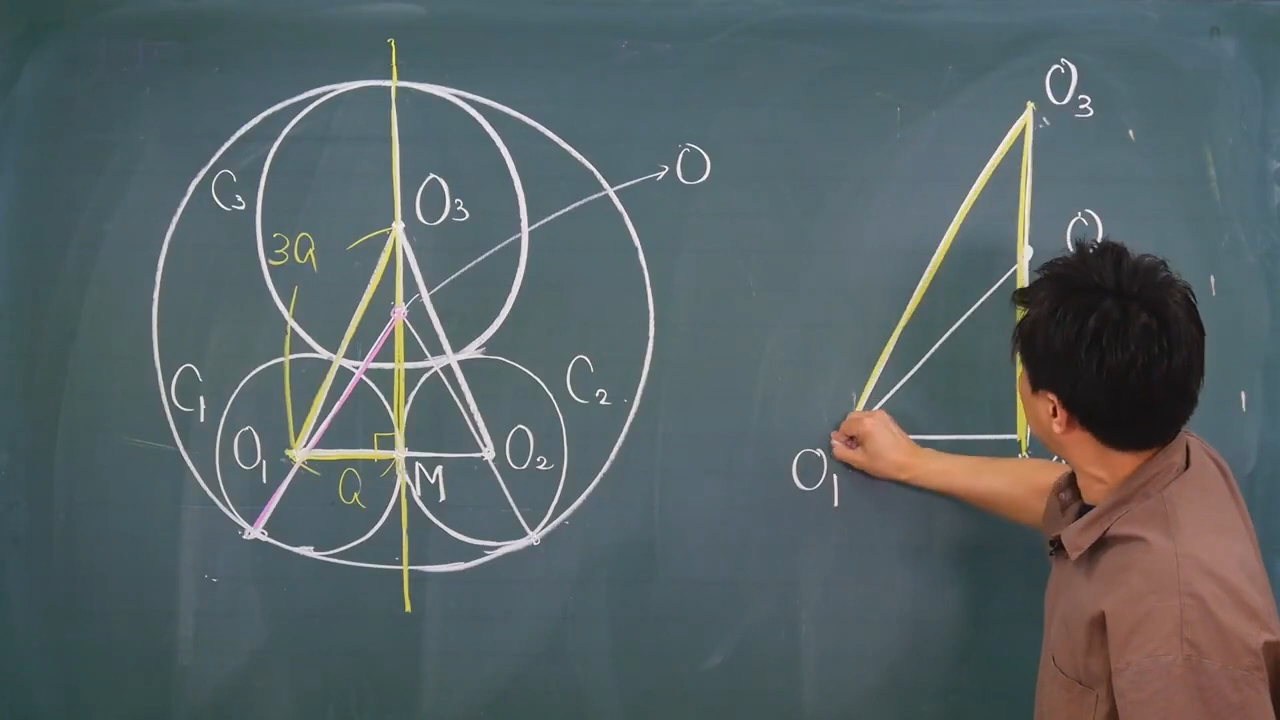 C₃
O₃
O
3a
C₁
C₂
O₁
O₂
a
M
O₃
O
O₁